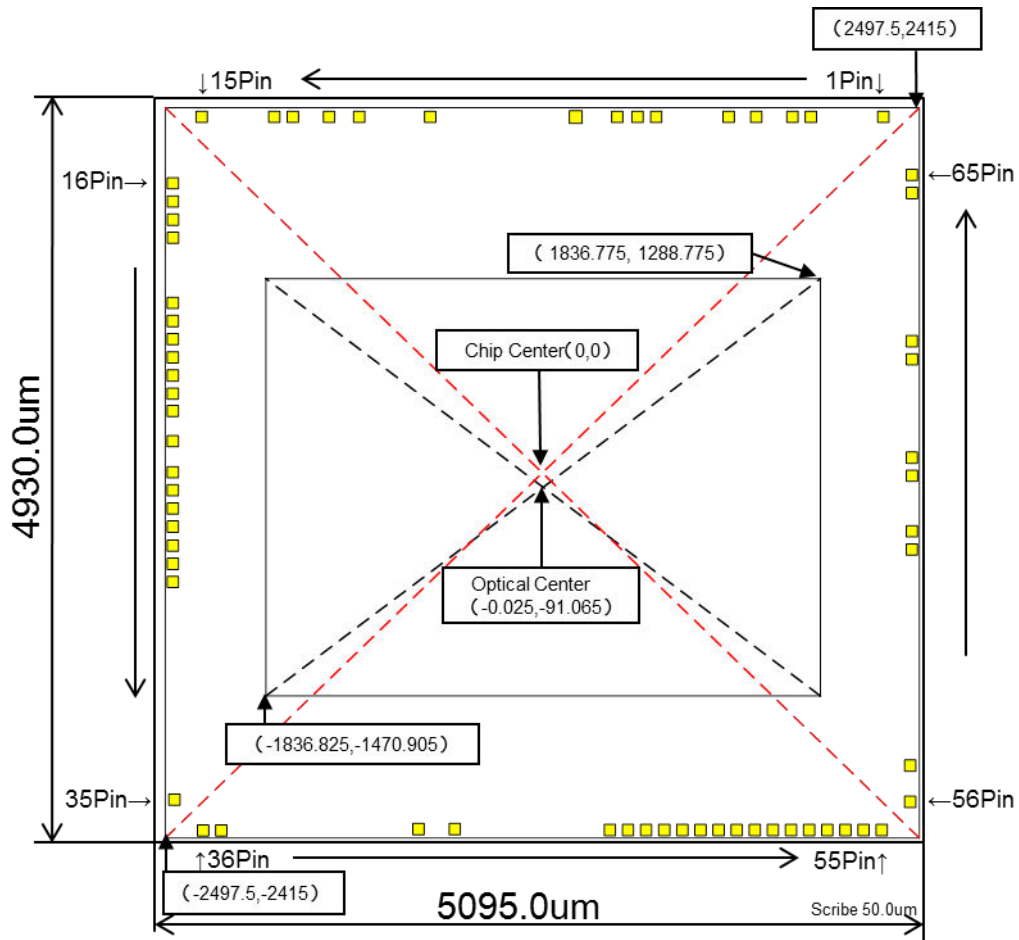 (2497.5,2415)
↓15Pin
1Pin↓
16Pin→
←65Pin
( 1836.775, 1288.775)
Chip Center(0,0)
4930.0um
Optical Center
(-0.025,-91.065)
(-1836.825,-1470.905)
35Pin→
←56Pin
↑36Pin
55Pin↑
(-2497.5,-2415)
5095.0um
Scribe 50.0um